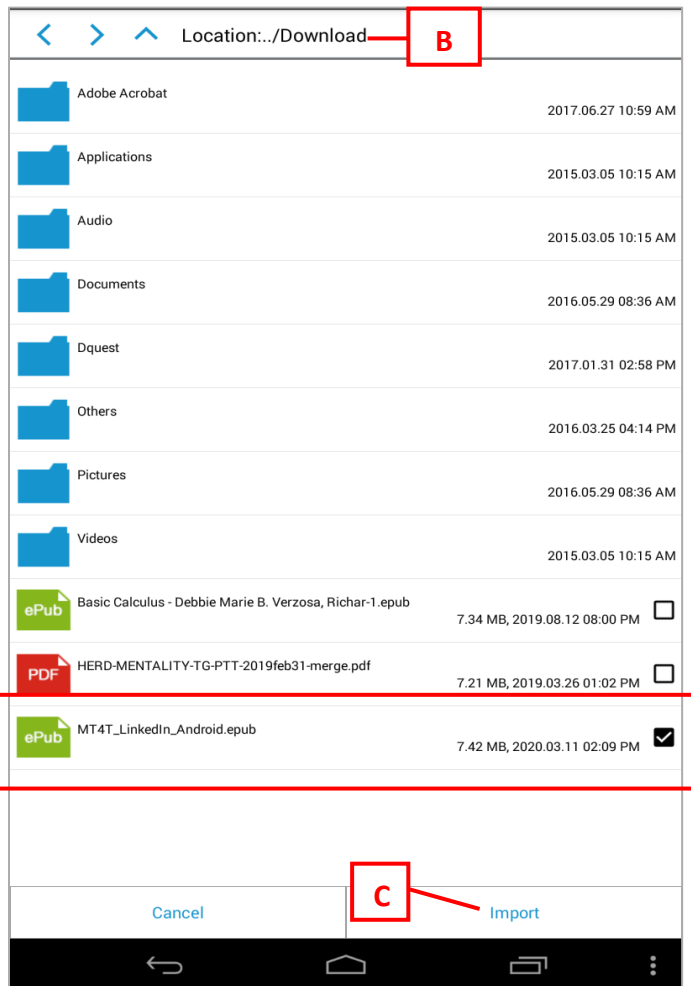 Location:../Download
B
Adobe Acrobat
2017.06.27 10:59 AM
Applications
2015.03.05 10:15 AM
Audio
2015.03.05 10:15 AM
Documents
2016.05.29 08:36 AM
Dquest
2017.01.31 02:58 PM
Others
2016.03.25 04:14 PM
Pictures
2016.05.29 08:36 AM
Videos
2015.03.05 10:15 AM
ePub
Basic Calculus - Debbie Marie B. Verzosa, Richar-1.epub
7.34 MB, 2019.08.12 08:00 PM
PDF
HERD-MENTALITY-TG-PTT-2019feb31-merge.pdf
7.21 MB, 2019.03.26 01:02 PM
ePub
MT4T_LinkedIn_Android.epub
7.42 MB, 2020.03.11 02:09 PM
C
Cancel
Import